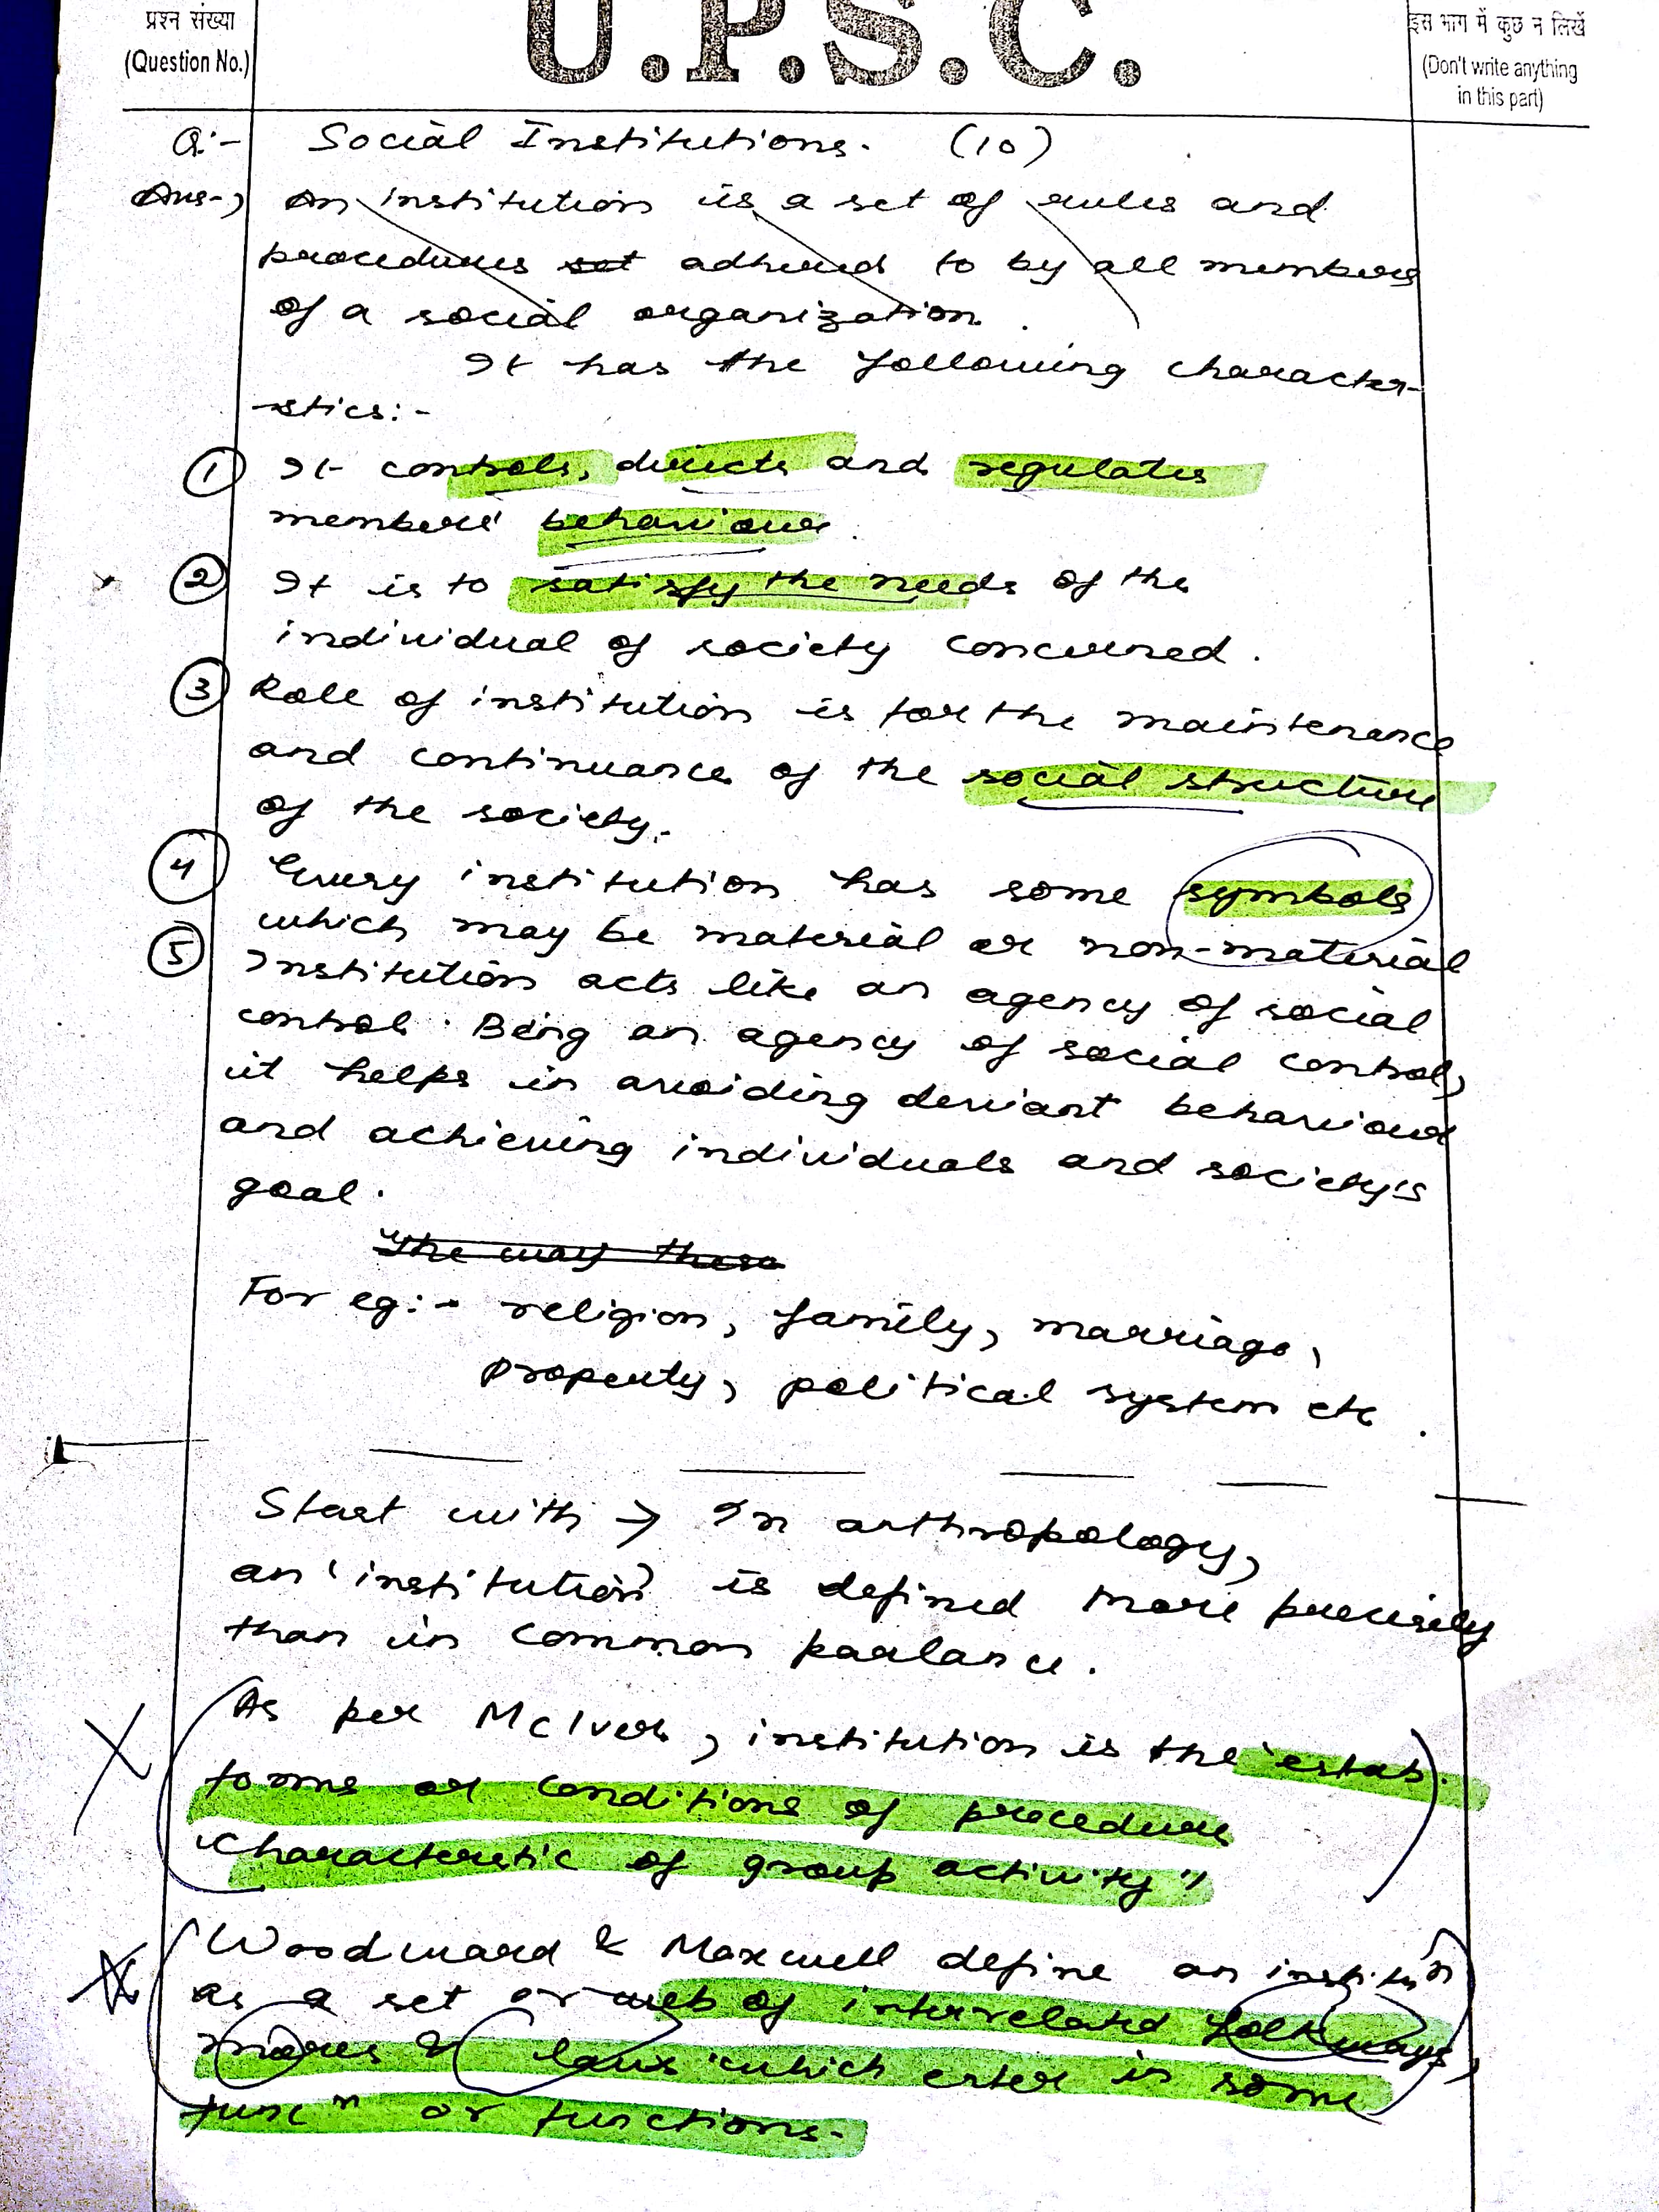 प्रश्न संख्या
(Question No.)
U.P.S.C.
इस भाग में कुछ न लिखें
(Don't write anything
in this part)
Q:- Social Institutions. (10)
Ans-) An institution is a set of rules and
procedures set adhered to by all members
of a social organization.
It has the following character-
istics:-
① It controls, directs and regulates
members' behaviour.
② It is to satisfy the needs of the
individual of society concerned.
③ Role of institution is for the maintenance
and continuance of the social structure
of the society.
④ Every institution has some symbols
which may be material or non-material
⑤ Institution acts like an agency of social
control. Being an agency of social control,
it helps in avoiding deviant behaviour
and achieving individuals and society's
goal.
The way these
For eg:- religion, family, marriage,
property, political system etc.
Start with → In anthropology,
an 'institution' is defined more precisely
than in common parlance.
As per McIver, institution is the "estab.
forms or conditions of procedure
characteristic of group activity"
Woodward & Maxwell define an institun
as a set or web of interrelated folkways,
mores & laws which enter in some
funcn or functions.